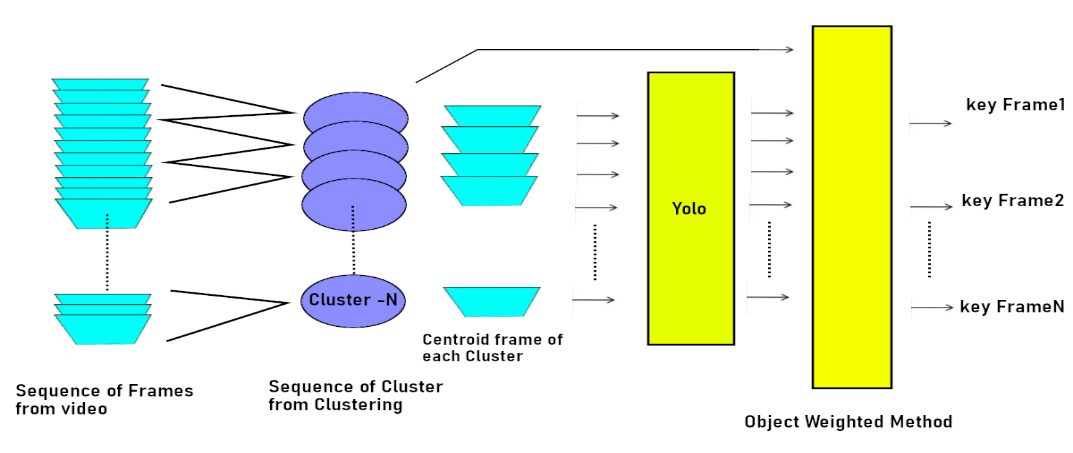 key Frame1
key Frame2
Yolo
Cluster -N
key FrameN
Centroid frame of
each Cluster
Sequence of Frames
from video
Sequence of Cluster
from Clustering
Object Weighted Method